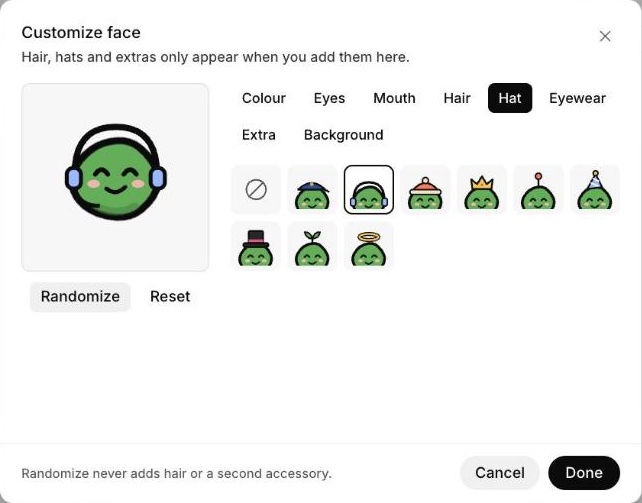 Customize face
Hair, hats and extras only appear when you add them here.
Colour Eyes Mouth Hair Hat Eyewear
Extra Background
Randomize Reset
Randomize never adds hair or a second accessory.
Cancel Done